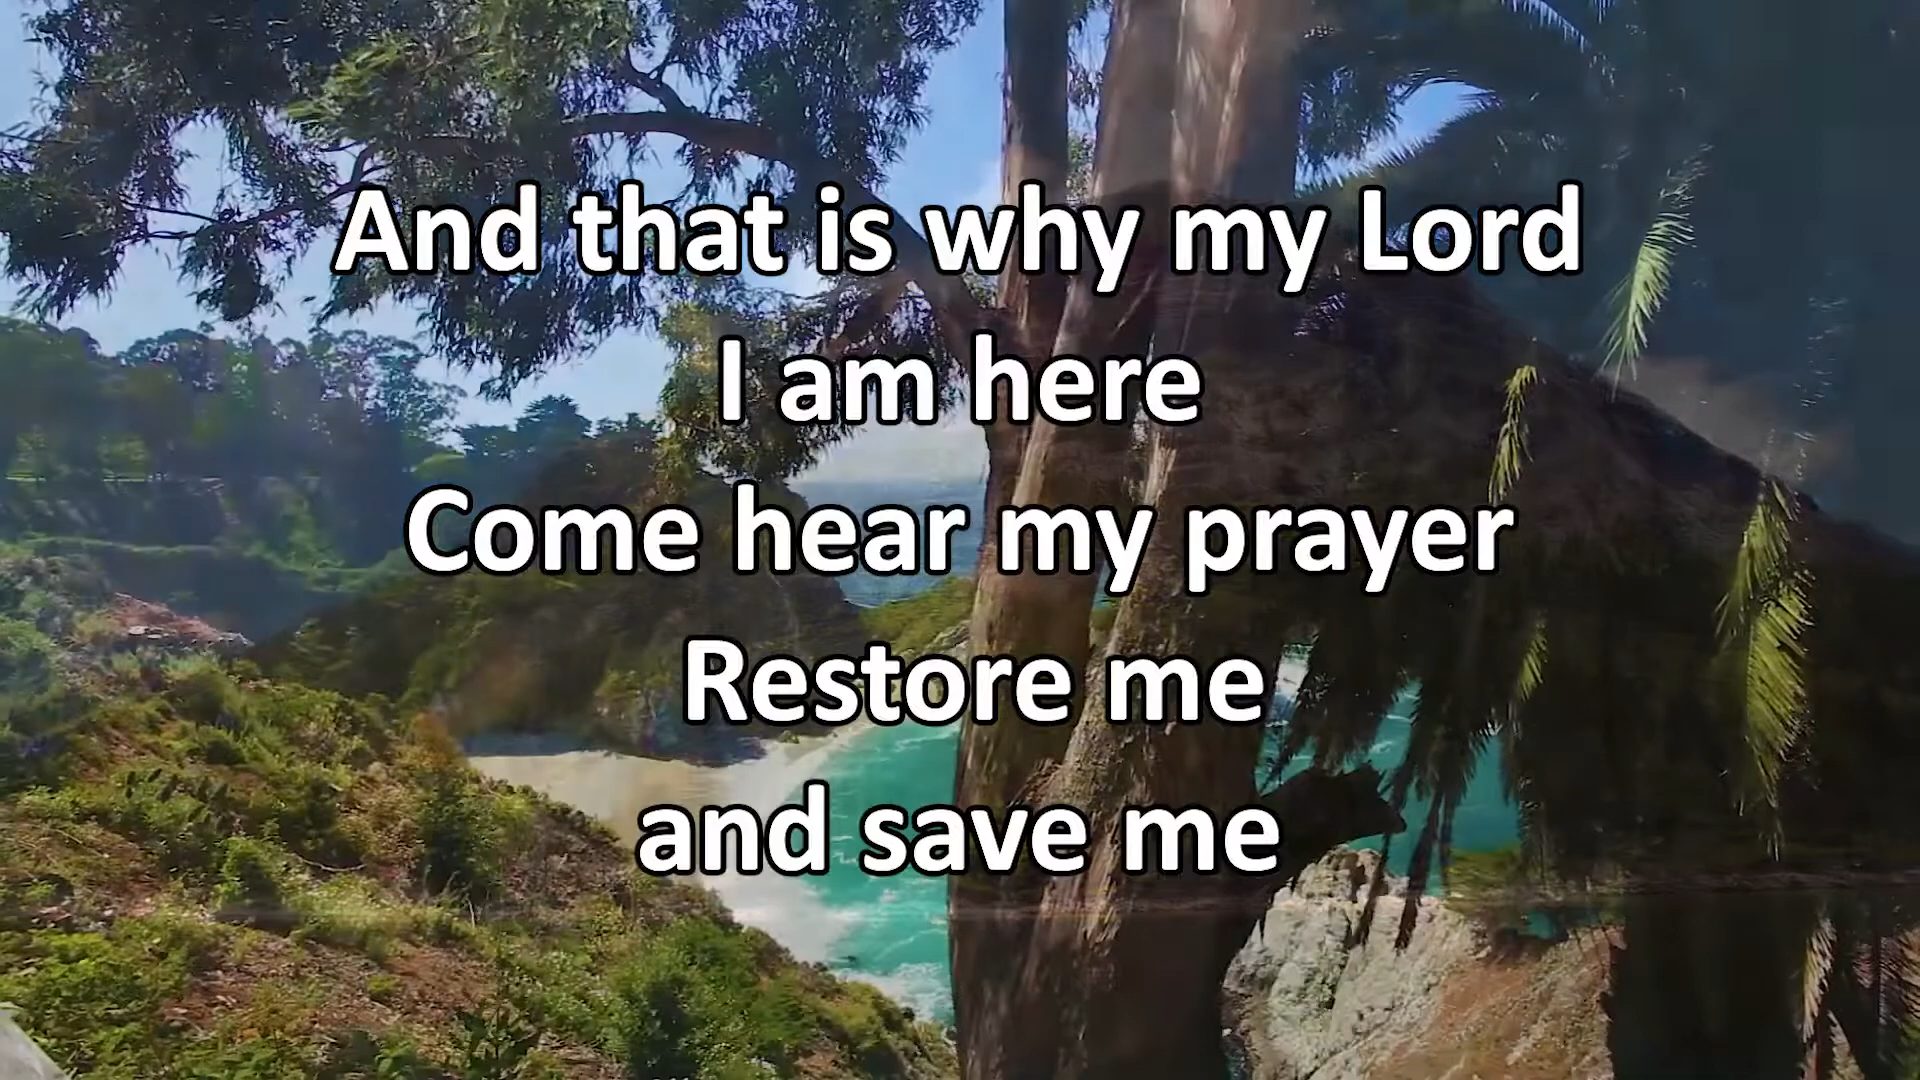 And that is why my Lord
I am here
Come hear my prayer
Restore me
and save me